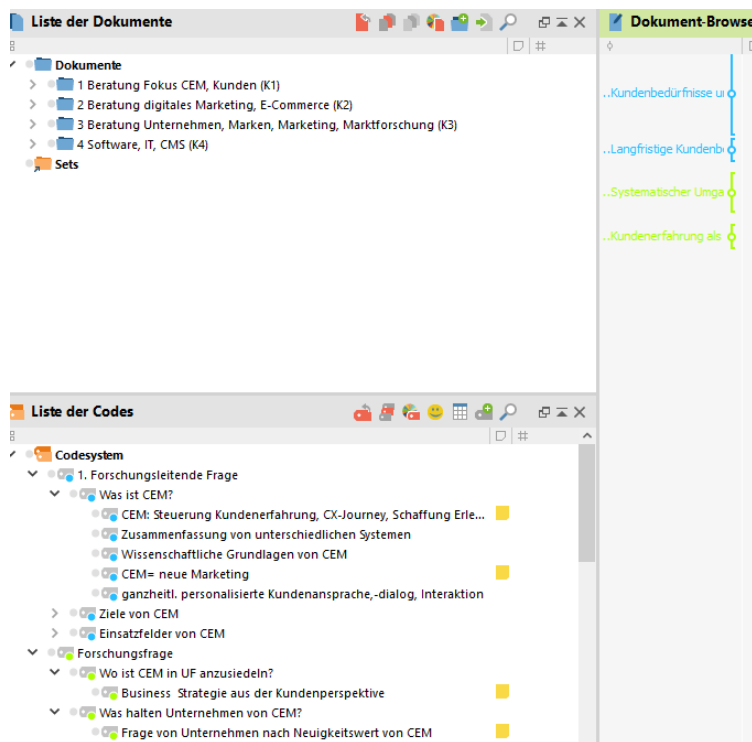 Liste der Dokumente
Dokument-Browse
#
Dokumente
1 Beratung Fokus CEM, Kunden (K1)
2 Beratung digitales Marketing, E-Commerce (K2)
3 Beratung Unternehmen, Marken, Marketing, Marktforschung (K3)
4 Software, IT, CMS (K4)
Sets
..Kundenbedürfnisse u
..Langfristige Kundenb
..Systematischer Umga
..Kundenerfahrung als
Liste der Codes
#
Codesystem
1. Forschungsleitende Frage
Was ist CEM?
CEM: Steuerung Kundenerfahrung, CX-Journey, Schaffung Erle...
Zusammenfassung von unterschiedlichen Systemen
Wissenschaftliche Grundlagen von CEM
CEM= neue Marketing
ganzheitl. personalisierte Kundenansprache,-dialog, Interaktion
Ziele von CEM
Einsatzfelder von CEM
Forschungsfrage
Wo ist CEM in UF anzusiedeln?
Business  Strategie aus der Kundenperspektive
Was halten Unternehmen von CEM?
Frage von Unternehmen nach Neuigkeitswert von CEM